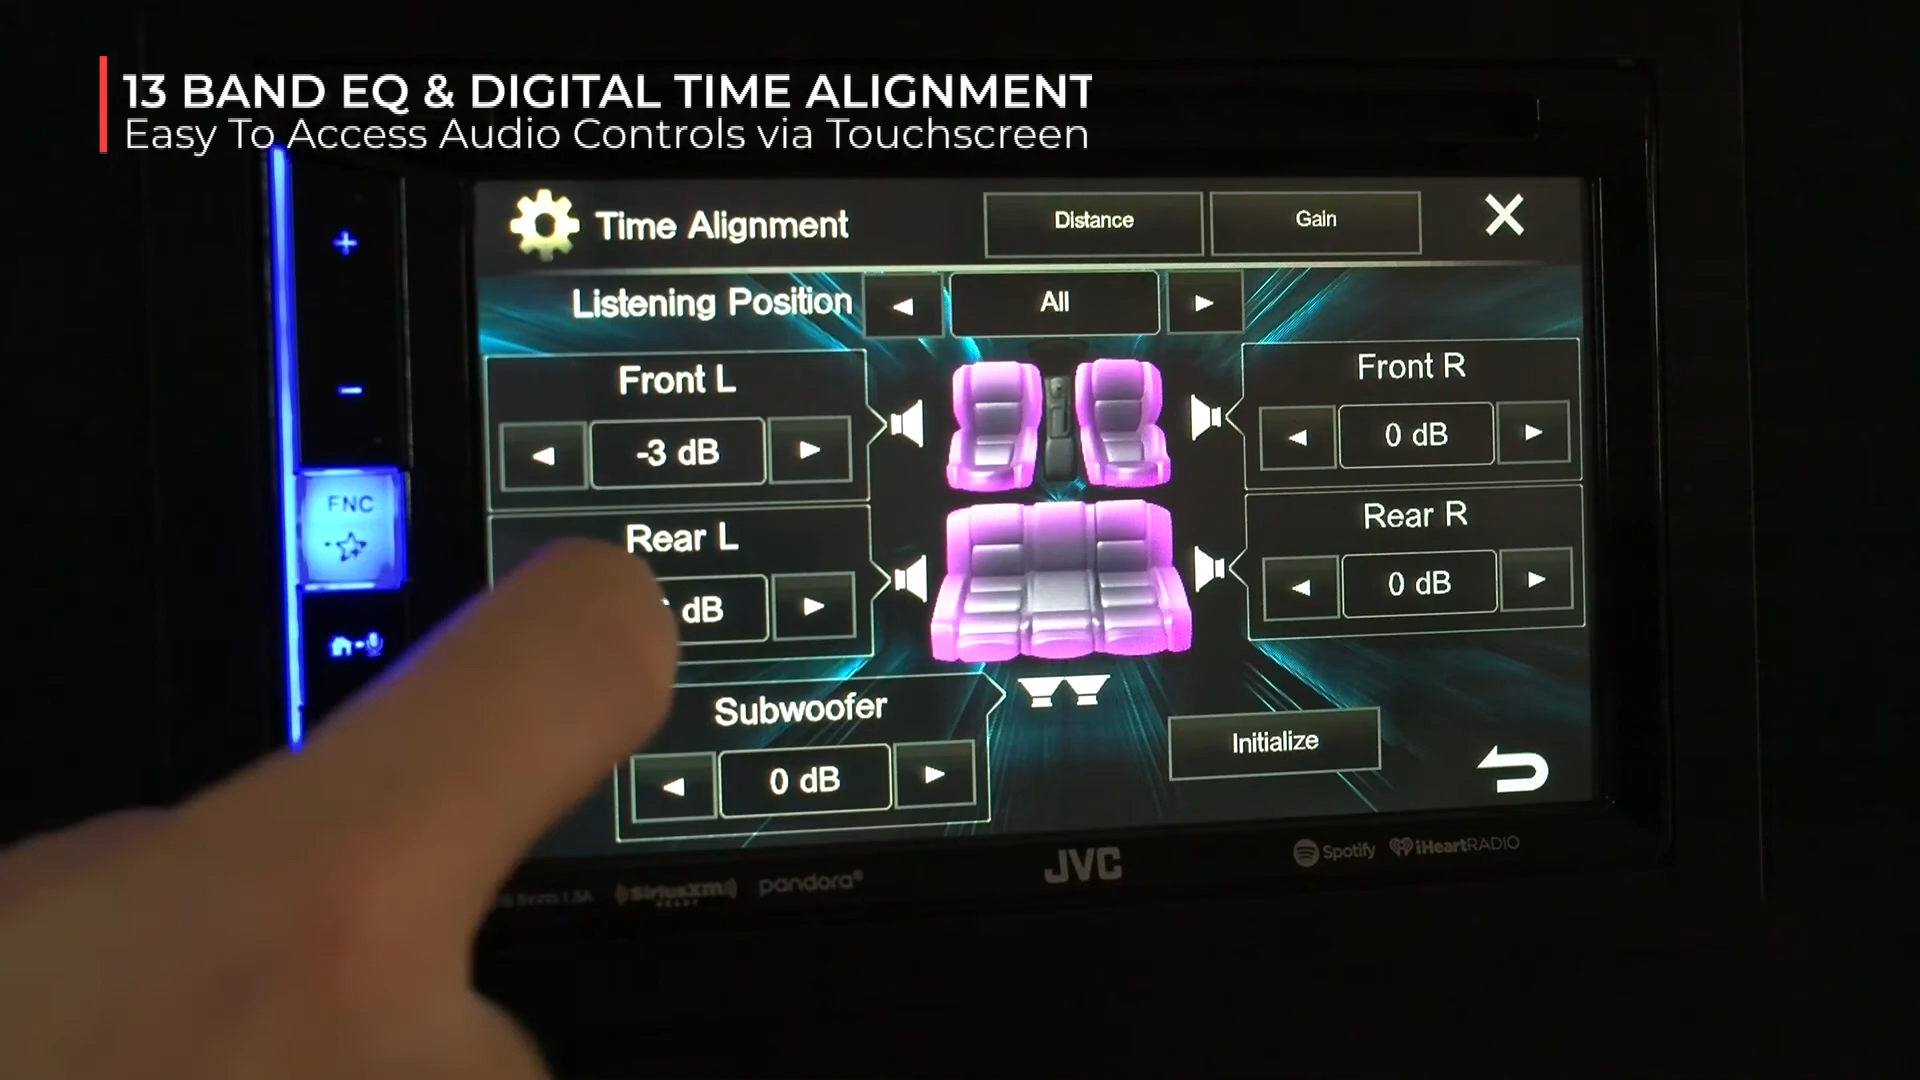 13 BAND EQ & DIGITAL TIME ALIGNMENT
Easy To Access Audio Controls via Touchscreen
Time Alignment
Distance
Gain
Listening Position
All
Front L
-3 dB
Front R
0 dB
Rear L
dB
Rear R
0 dB
Subwoofer
0 dB
Initialize
FNC
SiriusXM
READY
pandora
JVC
Spotify
iHeartRADIO